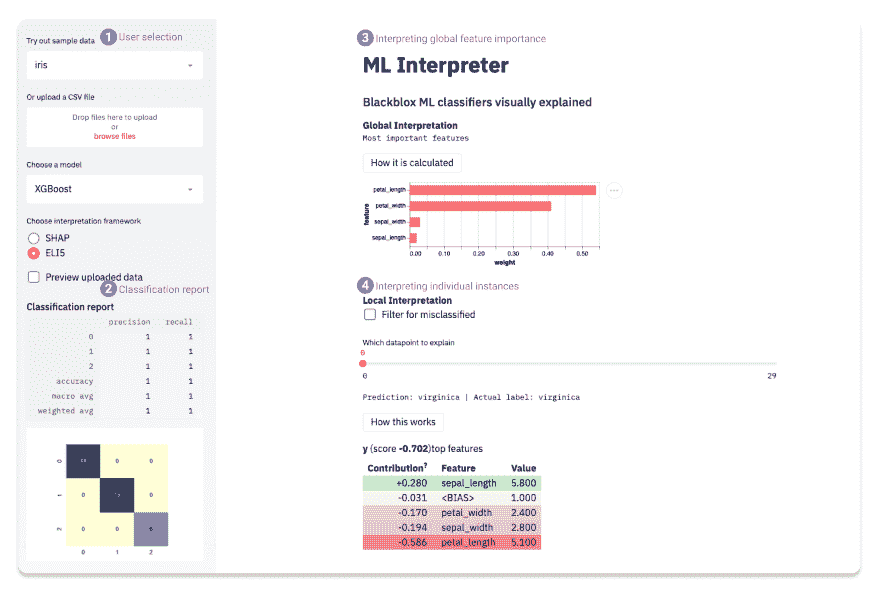 Try out sample data
1 User selection
iris
Or upload a CSV file
Drop files here to upload
or
browse files
Choose a model
XGBoost
Choose interpretation framework
SHAP
ELI5
Preview uploaded data
2 Classification report
Classification report
precision recall
0 1 1
1 1 1
2 1 1
accuracy 1 1
macro avg 1 1
weighted avg 1 1
0 0 0
1 0 0
2 0 0 6
0 1 2
3 Interpreting global feature importance
ML Interpreter
Blackblox ML classifiers visually explained
Global Interpretation
Most important features
How it is calculated
petal_length
petal_width
sepal_width
sepal_length
feature
0.00 0.10 0.20 0.30 0.40 0.50
weight
4 Interpreting individual instances
Local Interpretation
Filter for misclassified
Which datapoint to explain
0
0 29
Prediction: virginica | Actual label: virginica
How this works
y (score -0.702)top features
Contribution? Feature Value
+0.280 sepal_length 5.800
-0.031 <BIAS> 1.000
-0.170 petal_width 2.400
-0.194 sepal_width 2.800
-0.586 petal_length 5.100